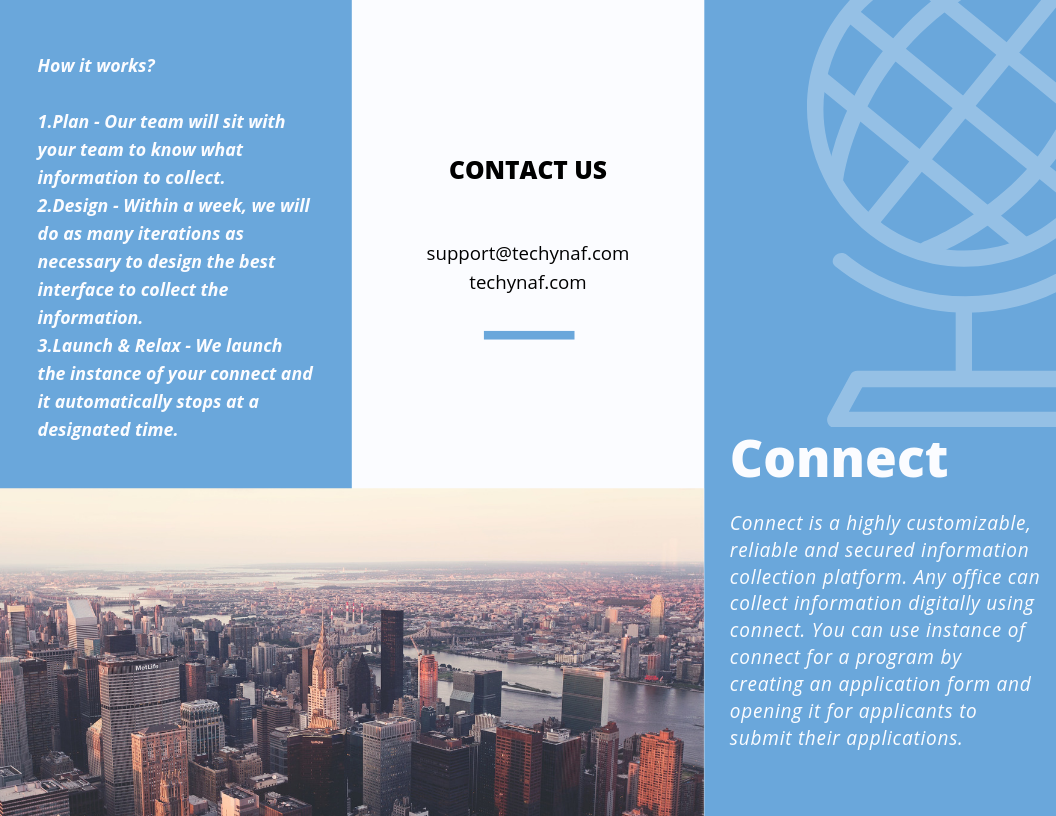 How it works?
1.Plan - Our team will sit with
your team to know what
information to collect.
2.Design - Within a week, we will
do as many iterations as
necessary to design the best
interface to collect the
information.
3.Launch & Relax - We launch
the instance of your connect and
it automatically stops at a
designated time.
CONTACT US
support@techynaf.com
techynaf.com
MetLife
Connect
Connect is a highly customizable,
reliable and secured information
collection platform. Any office can
collect information digitally using
connect. You can use instance of
connect for a program by
creating an application form and
opening it for applicants to
submit their applications.